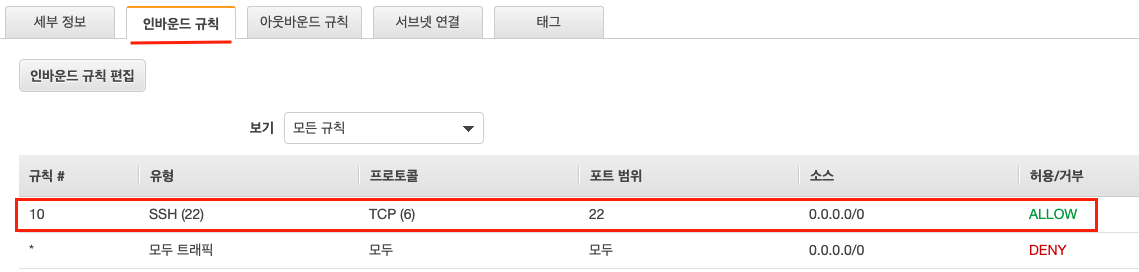 세부 정보 인바운드 규칙 아웃바운드 규칙 서브넷 연결 태그
인바운드 규칙 편집
보기 모든 규칙
규칙 # 유형 프로토콜 포트 범위 소스 허용/거부
10 SSH (22) TCP (6) 22 0.0.0.0/0 ALLOW
* 모두 트래픽 모두 모두 0.0.0.0/0 DENY